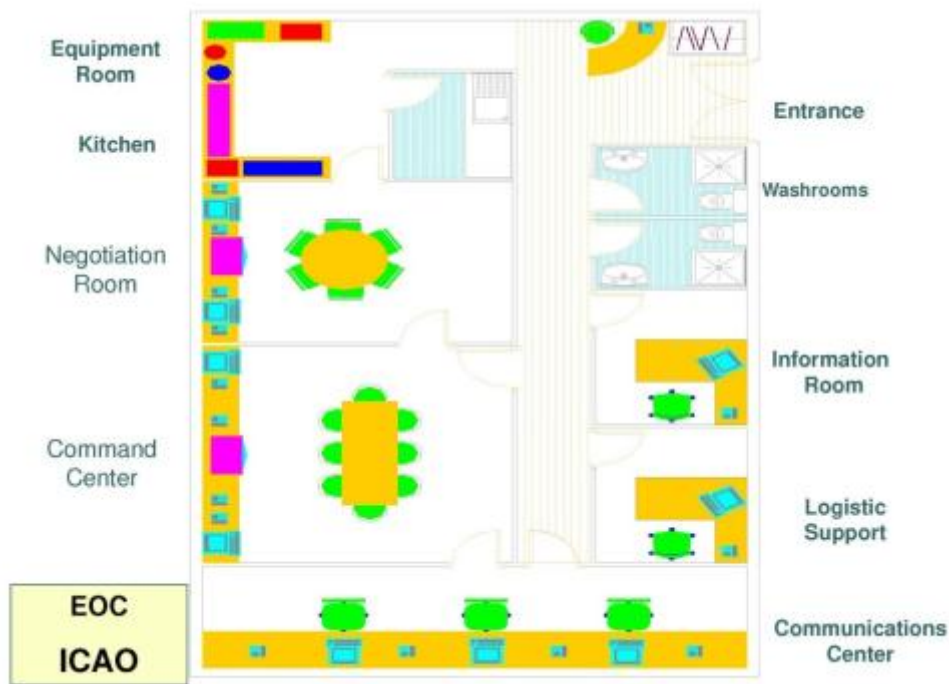 Equipment
Room
Kitchen
Negotiation
Room
Command
Center
EOC
ICAO
Entrance
Washrooms
Information
Room
Logistic
Support
Communications
Center